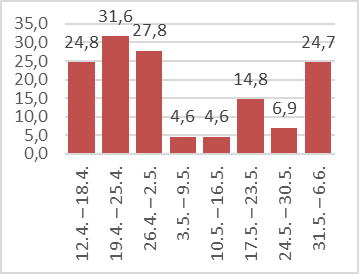 35,0
30,0
25,0
20,0
15,0
10,0
5,0
0,0
24,8
31,6
27,8
4,6
4,6
14,8
6,9
24,7
12.4. – 18.4.
19.4. – 25.4.
26.4. – 2.5.
3.5. – 9.5.
10.5. – 16.5.
17.5. – 23.5.
24.5. – 30.5.
31.5. – 6.6.